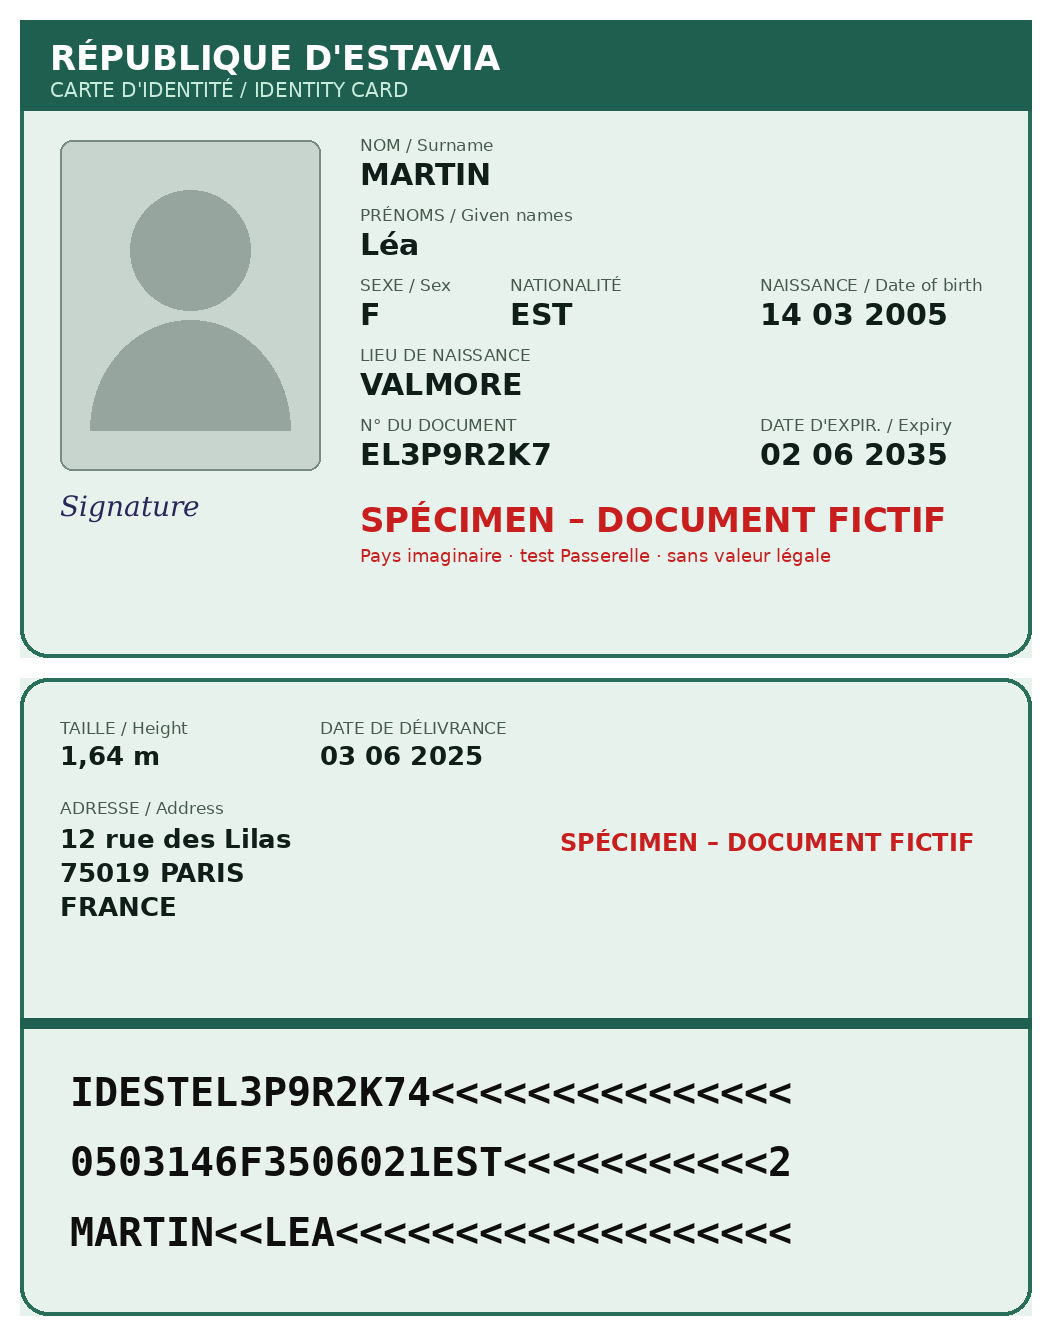 RÉPUBLIQUE D'ESTAVIA
CARTE D'IDENTITÉ / IDENTITY CARD
NOM / Surname
MARTIN
PRÉNOMS / Given names
Léa
SEXE / Sex NATIONALITÉ NAISSANCE / Date of birth
F EST 14 03 2005
LIEU DE NAISSANCE
VALMORE
N° DU DOCUMENT DATE D'EXPIR. / Expiry
EL3P9R2K7 02 06 2035
Signature
SPÉCIMEN – DOCUMENT FICTIF
Pays imaginaire · test Passerelle · sans valeur légale
TAILLE / Height DATE DE DÉLIVRANCE
1,64 m 03 06 2025
ADRESSE / Address
12 rue des Lilas
75019 PARIS
FRANCE
SPÉCIMEN – DOCUMENT FICTIF
IDESTEL3P9R2K74<<<<<<<<<<<<<<<
0503146F3506021EST<<<<<<<<<<<2
MARTIN<<LEA<<<<<<<<<<<<<<<<<<<